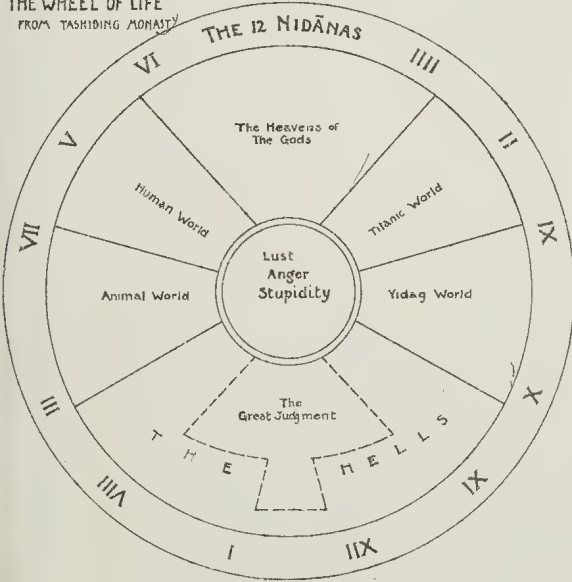 THE WHEEL OF LIFE
FROM TASHIDING MONASTY
THE 12 NIDĀNAS
VI
IIII
V
II
VII
IX
III
X
VIII
XI
I
XII
The Heavens of
The Gods
Human World
Titanic World
Lust
Anger
Stupidity
Animal World
Yidag World
The
Great Judgment
THE HELLS